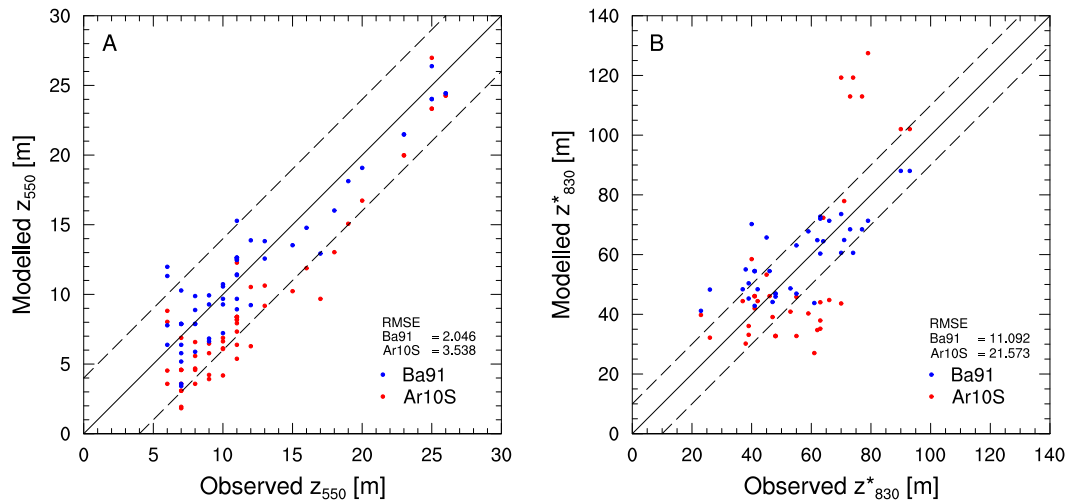 A
30
25
20
15
10
5
0
Modelled z550 [m]
RMSE
Ba91 = 2.046
Ar10S = 3.538
Ba91
Ar10S
0 5 10 15 20 25 30
Observed z550 [m]
B
140
120
100
80
60
40
20
0
Modelled z*830 [m]
RMSE
Ba91 = 11.092
Ar10S = 21.573
Ba91
Ar10S
0 20 40 60 80 100 120 140
Observed z*830 [m]